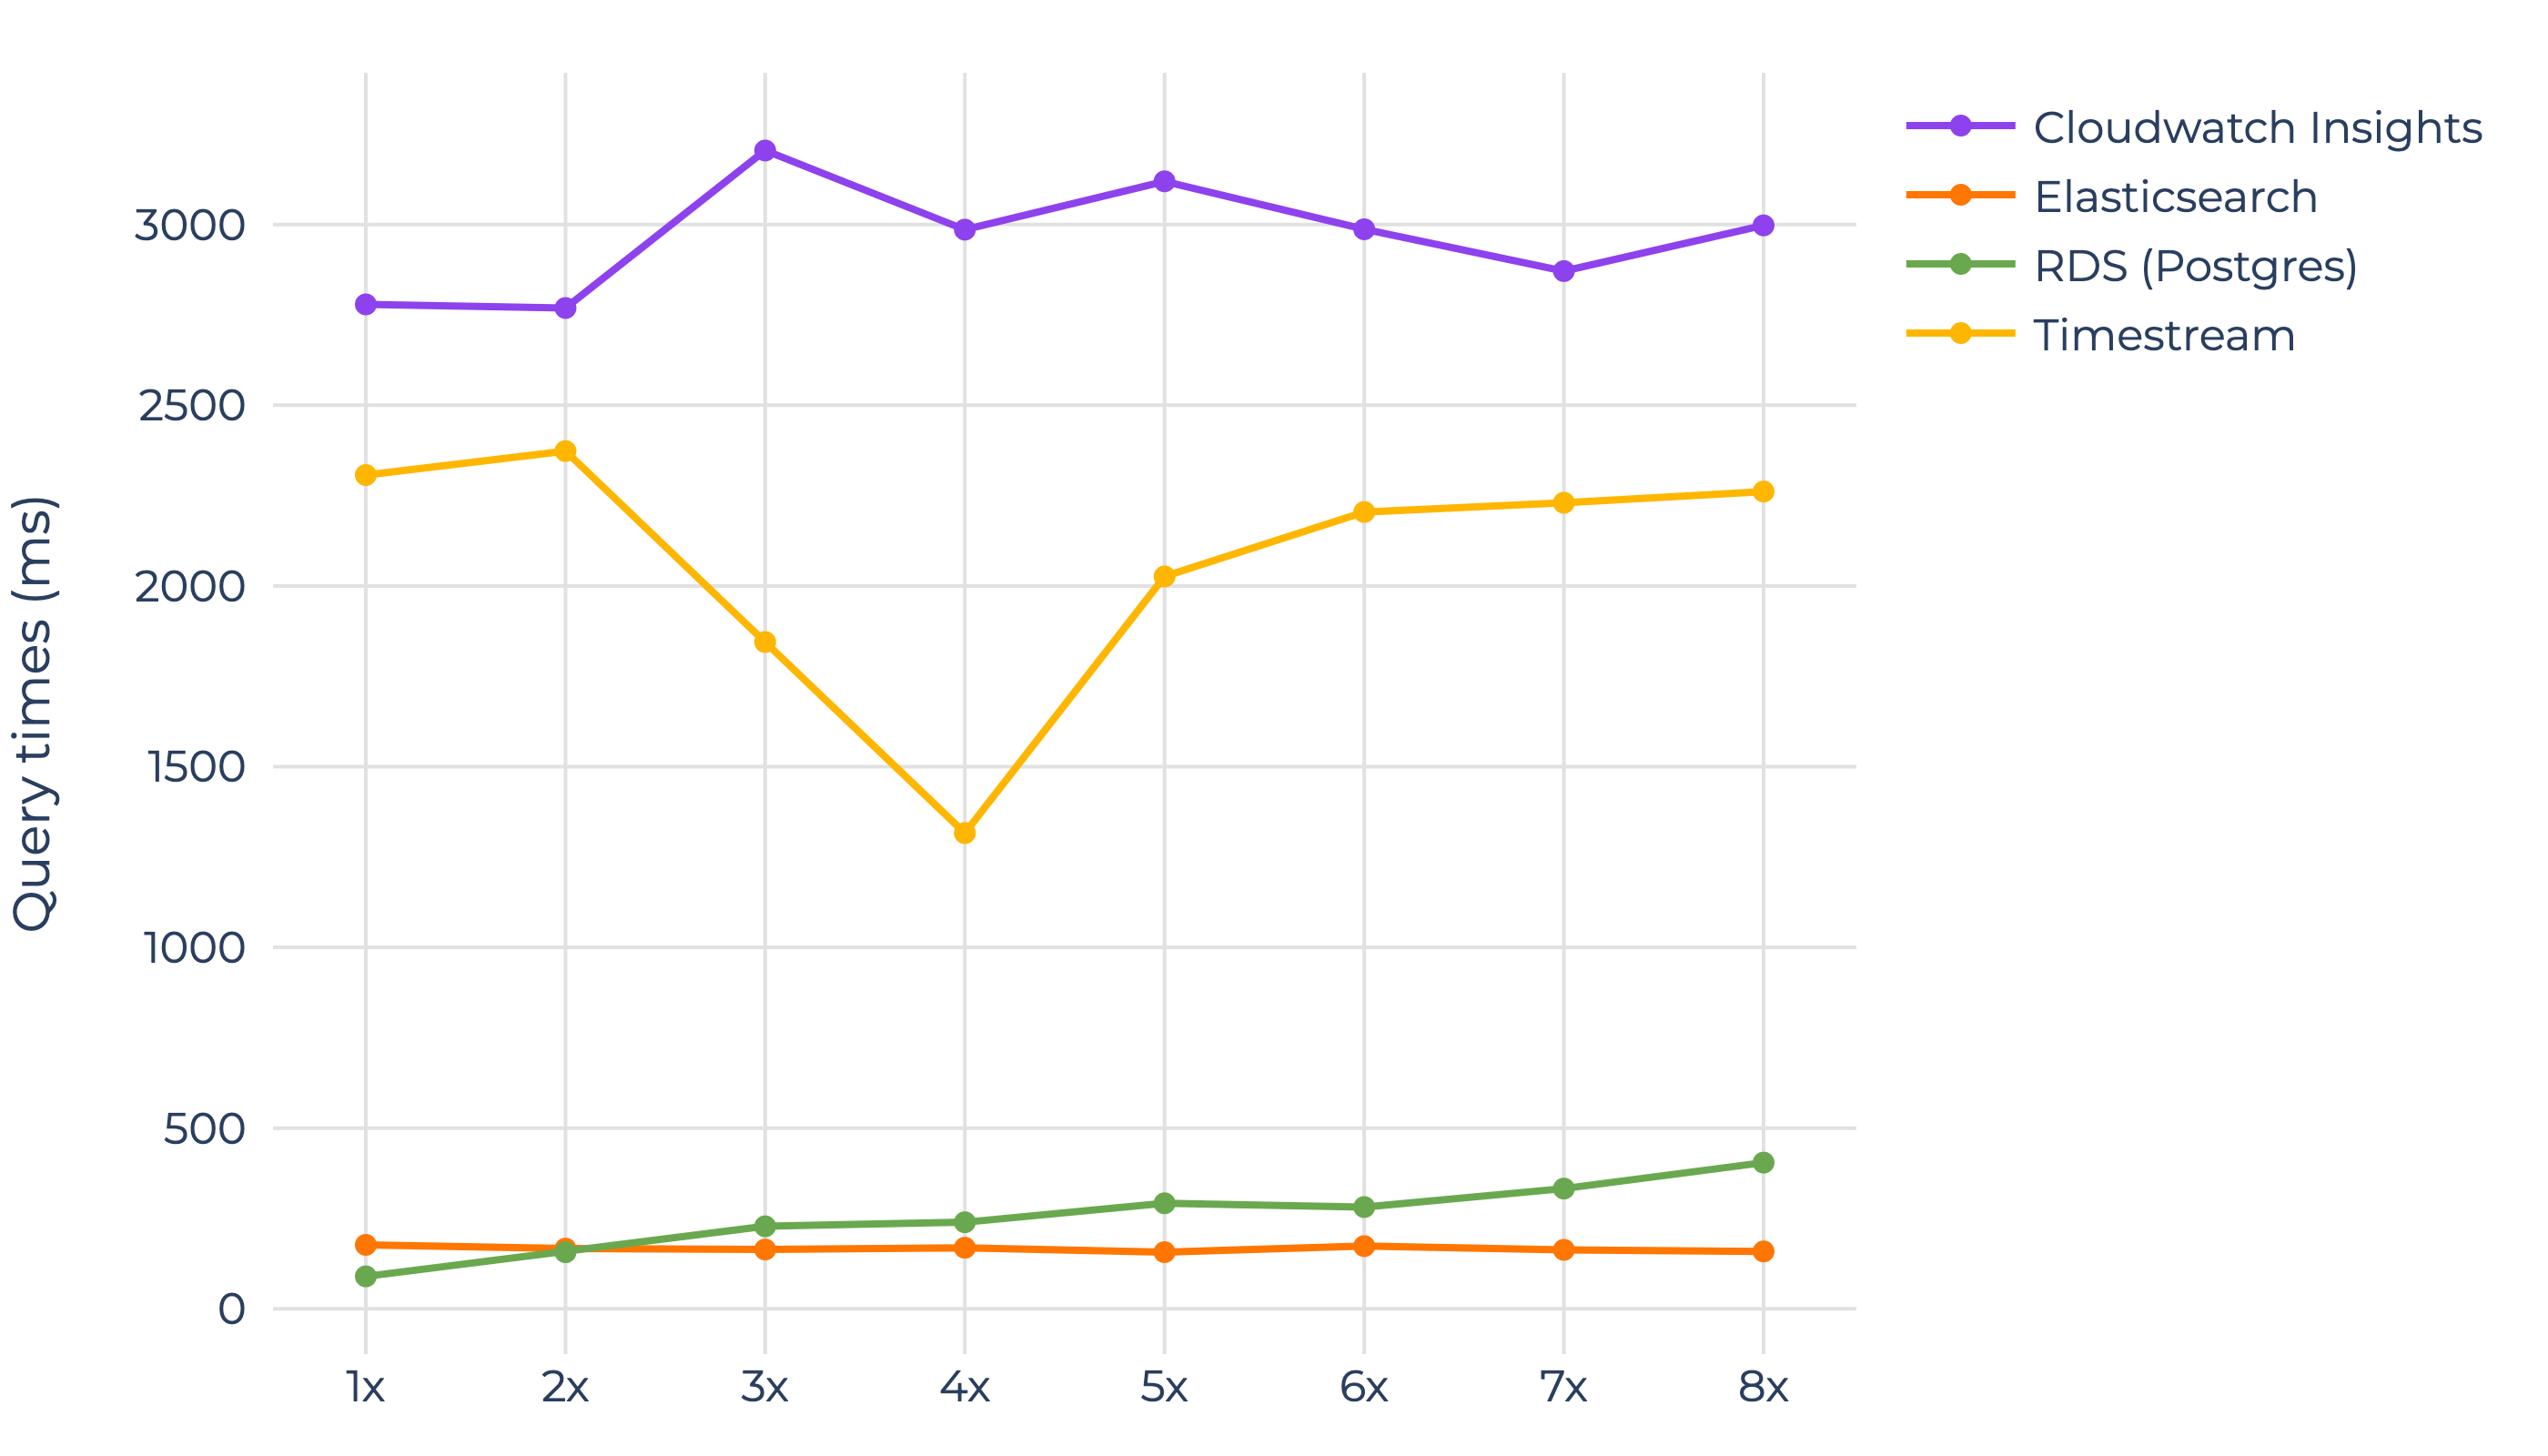 Cloudwatch Insights
Elasticsearch
RDS (Postgres)
Timestream
Query times (ms)
3000
2500
2000
1500
1000
500
0
1x
2x
3x
4x
5x
6x
7x
8x